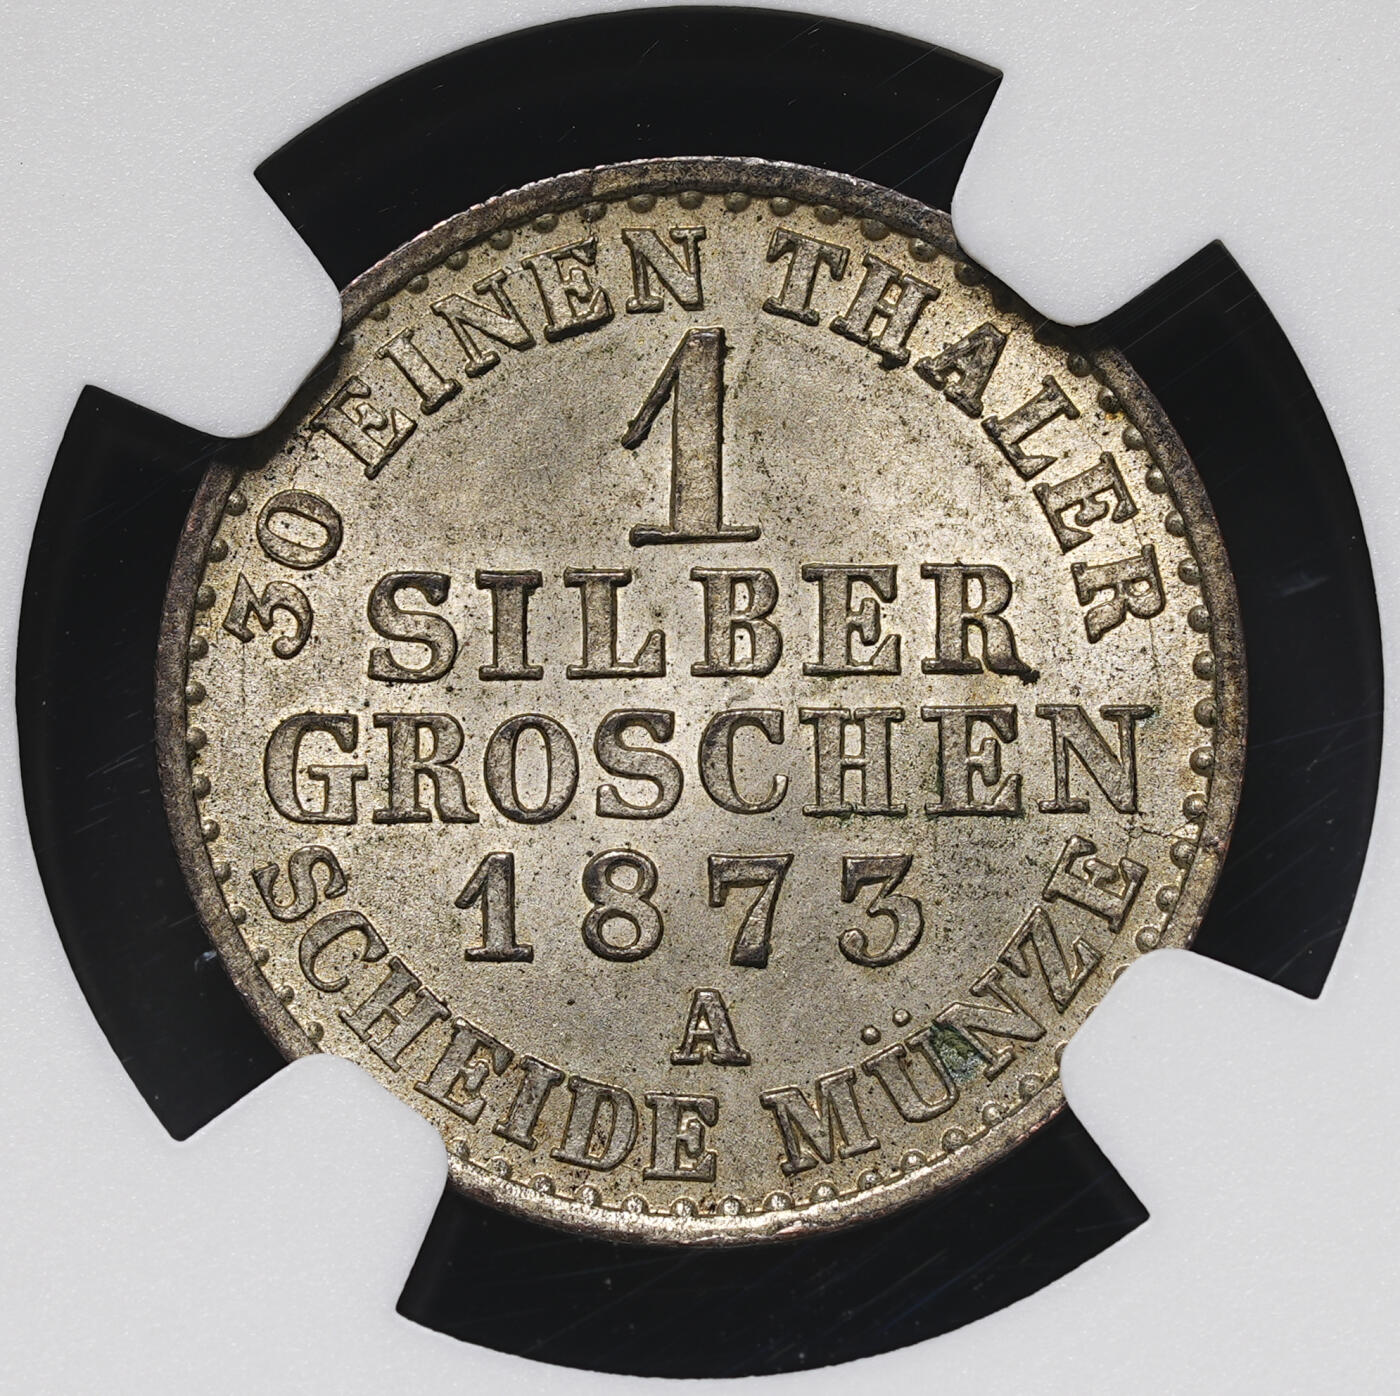 30 EINEN THALER
1
SILBER
GROSCHEN
1873
A
SCHEIDE MÜNZE